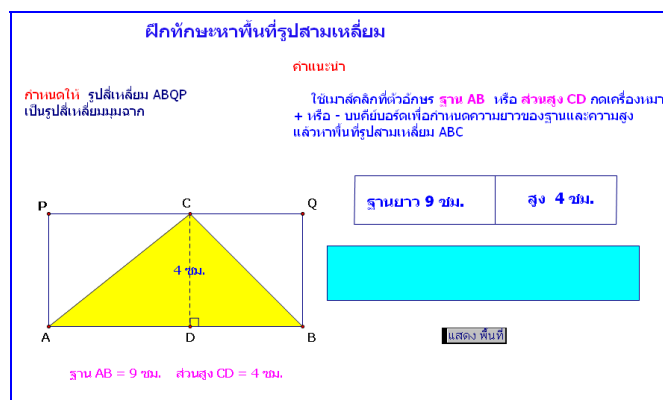 ฝึกทักษะหาพื้นที่รูปสามเหลี่ยม
คำแนะนำ
กำหนดให้ รูปสี่เหลี่ยม ABQP
เป็นรูปสี่เหลี่ยมมุมฉาก
ใช้เมาส์คลิกที่ตัวอักษร ฐาน AB หรือ ส่วนสูง CD กดเครื่องหมา
+ หรือ - บนคีย์บอร์ดเพื่อกำหนดความยาวของฐานและความสูง
แล้วหาพื้นที่รูปสามเหลี่ยม ABC
ฐานยาว 9 ซม. สูง 4 ซม.
P C Q
4 ซม.
A D B
แสดง พื้นที่
ฐาน AB = 9 ซม. ส่วนสูง CD = 4 ซม.